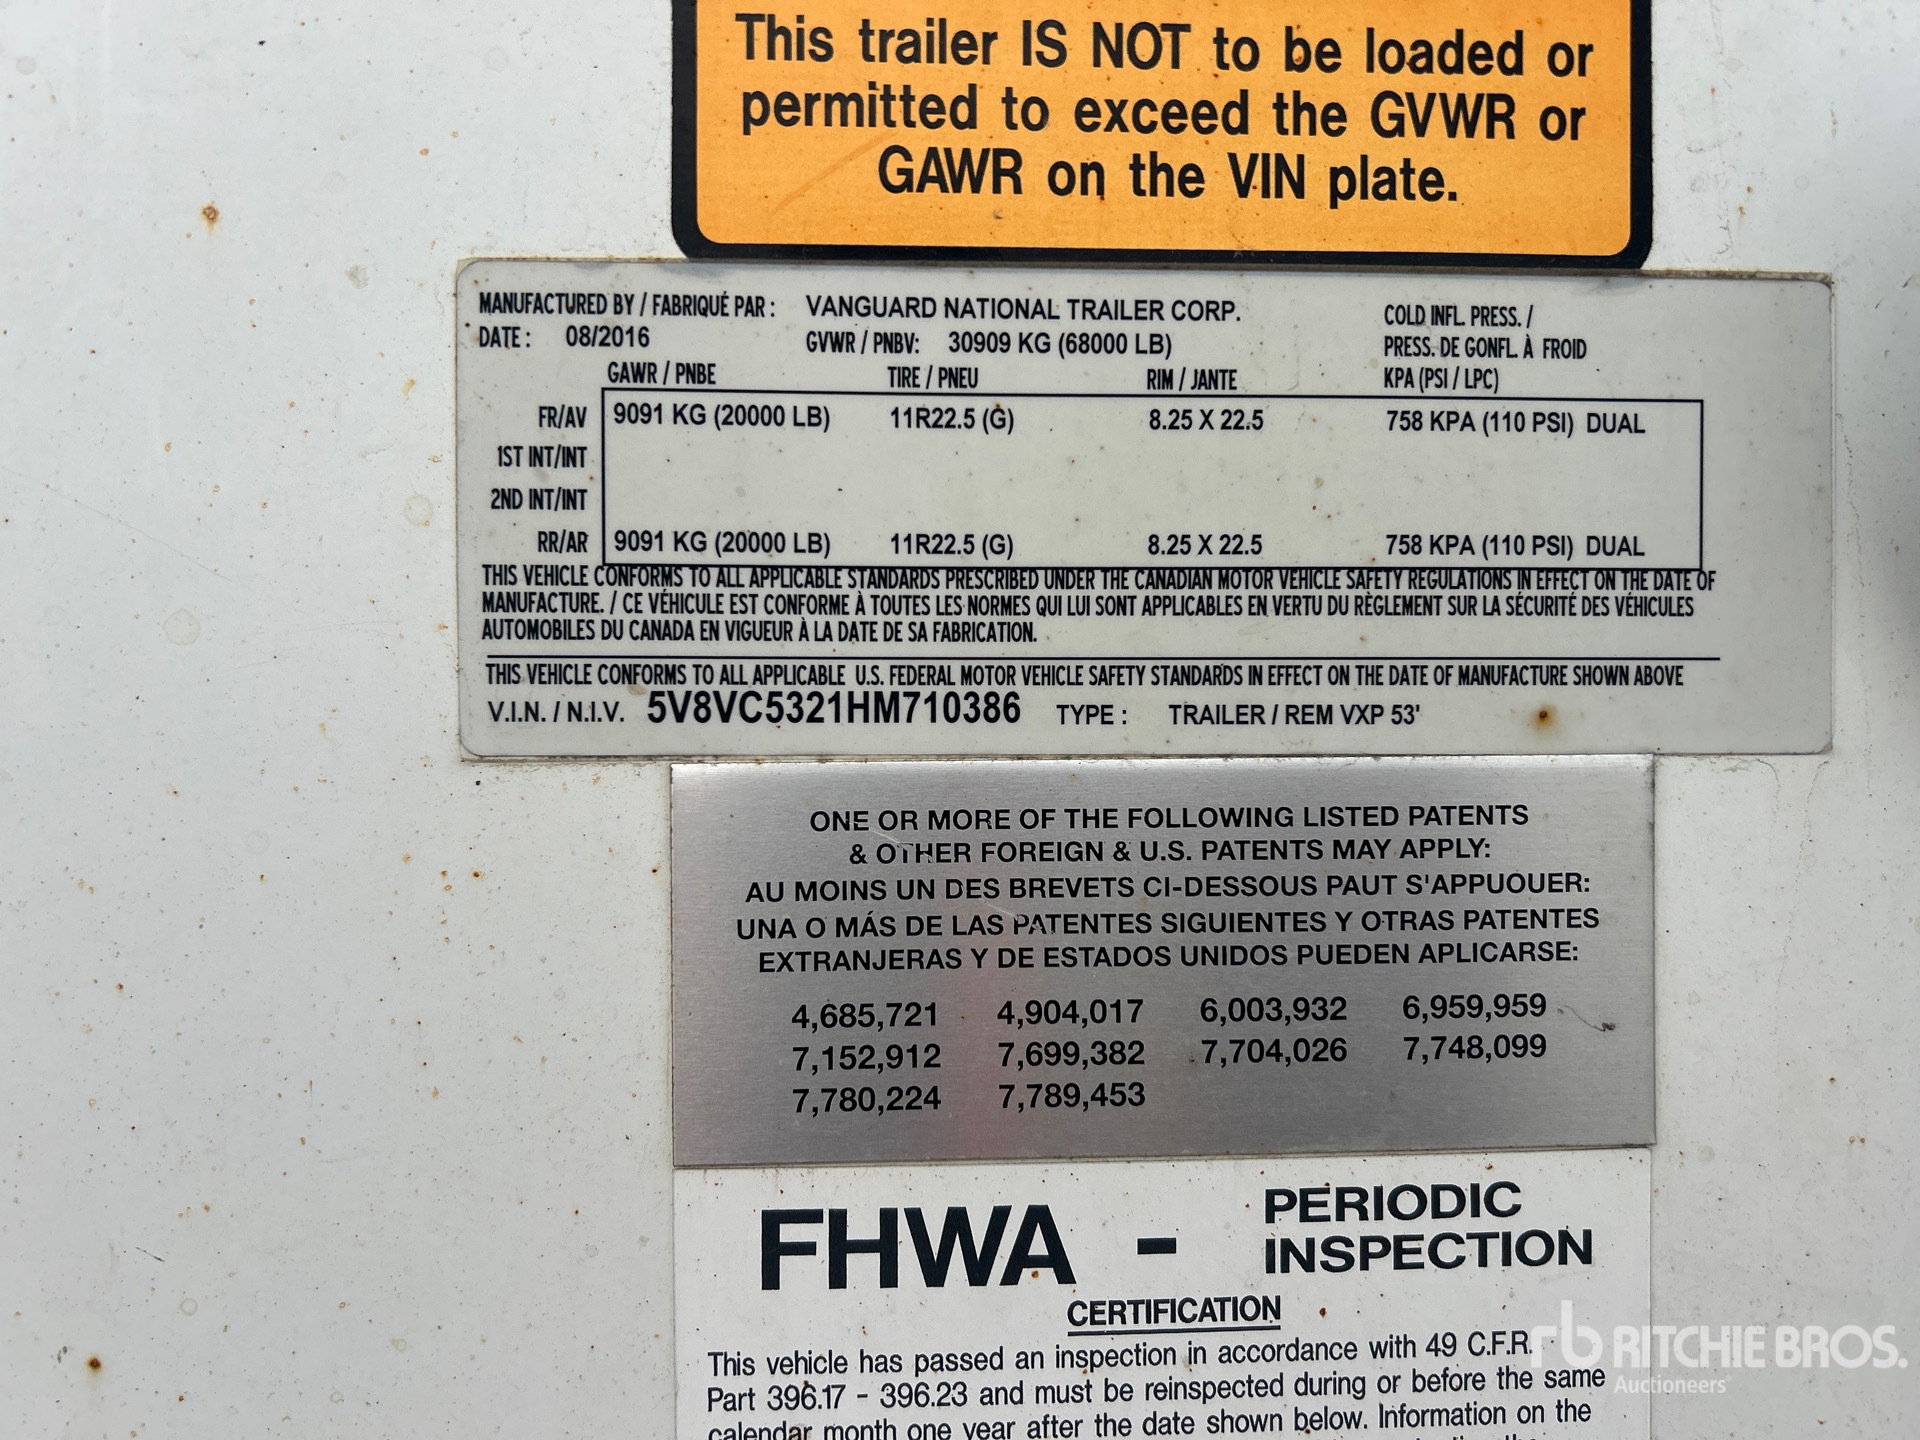 This trailer IS NOT to be loaded or
permitted to exceed the GVWR or
GAWR on the VIN plate.
MANUFACTURED BY / FABRIQUÉ PAR : VANGUARD NATIONAL TRAILER CORP.
DATE : 08/2016 GVWR / PNBV: 30909 KG (68000 LB)
COLD INFL. PRESS. /
PRESS. DE GONFL. À FROID
GAWR / PNBE TIRE / PNEU RIM / JANTE KPA (PSI / LPC)
FR/AV 9091 KG (20000 LB) 11R22.5 (G) 8.25 X 22.5 758 KPA (110 PSI) DUAL
1ST INT/INT
2ND INT/INT
RR/AR 9091 KG (20000 LB) 11R22.5 (G) 8.25 X 22.5 758 KPA (110 PSI) DUAL
THIS VEHICLE CONFORMS TO ALL APPLICABLE STANDARDS PRESCRIBED UNDER THE CANADIAN MOTOR VEHICLE SAFETY REGULATIONS IN EFFECT ON THE DATE OF
MANUFACTURE. / CE VÉHICULE EST CONFORME À TOUTES LES NORMES QUI LUI SONT APPLICABLES EN VERTU DU RÈGLEMENT SUR LA SÉCURITÉ DES VÉHICULES
AUTOMOBILES DU CANADA EN VIGUEUR À LA DATE DE SA FABRICATION.
THIS VEHICLE CONFORMS TO ALL APPLICABLE U.S. FEDERAL MOTOR VEHICLE SAFETY STANDARDS IN EFFECT ON THE DATE OF MANUFACTURE SHOWN ABOVE
V.I.N. / N.I.V. 5V8VC5321HM710386 TYPE : TRAILER / REM VXP 53'
ONE OR MORE OF THE FOLLOWING LISTED PATENTS
& OTHER FOREIGN & U.S. PATENTS MAY APPLY:
AU MOINS UN DES BREVETS CI-DESSOUS PAUT S'APPUOUER:
UNA O MÁS DE LAS PATENTES SIGUIENTES Y OTRAS PATENTES
EXTRANJERAS Y DE ESTADOS UNIDOS PUEDEN APLICARSE:
4,685,721 4,904,017 6,003,932 6,959,959
7,152,912 7,699,382 7,704,026 7,748,099
7,780,224 7,789,453
FHWA - PERIODIC
INSPECTION
CERTIFICATION
This vehicle has passed an inspection in accordance with 49 C.F.R.
Part 396.17 - 396.23 and must be reinspected during or before the same
calendar month one year after the date shown below. Information on the
rb RITCHIE BROS.
Auctioneers